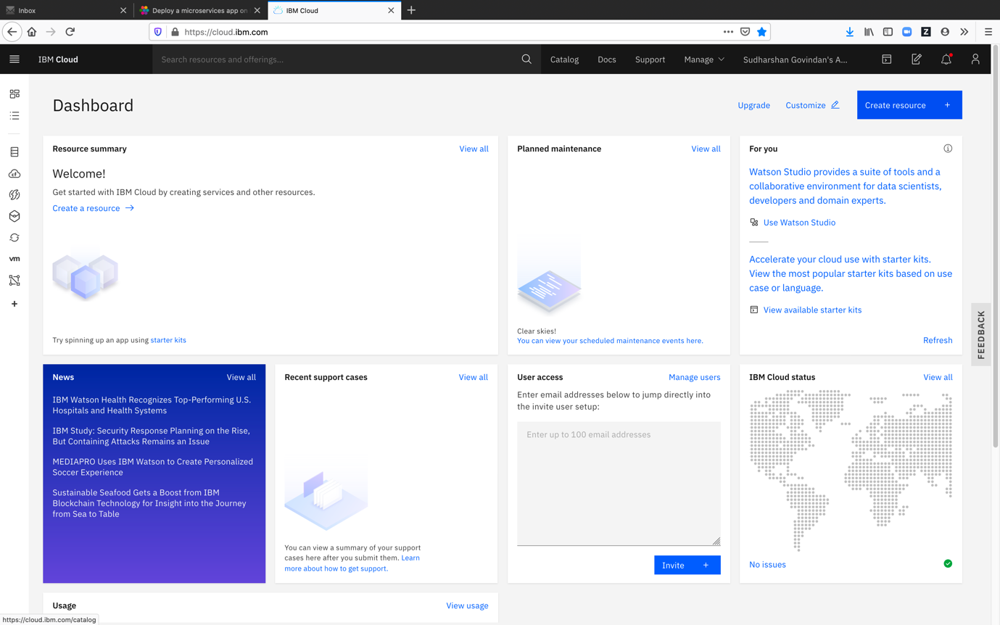 Inbox
Deploy a microservices app on
IBM Cloud
https://cloud.ibm.com
IBM Cloud
Search resources and offerings...
Catalog
Docs
Support
Manage
Sudharshan Govindan's A...
Dashboard
Upgrade
Customize
Create resource +
Resource summary
View all
Welcome!
Get started with IBM Cloud by creating services and other resources.
Create a resource →
Try spinning up an app using starter kits
Planned maintenance
View all
Clear skies!
You can view your scheduled maintenance events here.
For you
Watson Studio provides a suite of tools and a
collaborative environment for data scientists,
developers and domain experts.
Use Watson Studio
Accelerate your cloud use with starter kits.
View the most popular starter kits based on use
case or language.
View available starter kits
Refresh
FEEDBACK
vm
News
View all
IBM Watson Health Recognizes Top-Performing U.S.
Hospitals and Health Systems
IBM Study: Security Response Planning on the Rise,
But Containing Attacks Remains an Issue
MEDIAPRO Uses IBM Watson to Create Personalized
Soccer Experience
Sustainable Seafood Gets a Boost from IBM
Blockchain Technology for Insight into the Journey
from Sea to Table
Recent support cases
View all
You can view a summary of your support
cases here after you submit them. Learn
more about how to get support.
User access
Manage users
Enter email addresses below to jump directly into
the invite user setup:
Enter up to 100 email addresses
Invite +
IBM Cloud status
View all
No issues
Usage
View usage
https://cloud.ibm.com/catalog